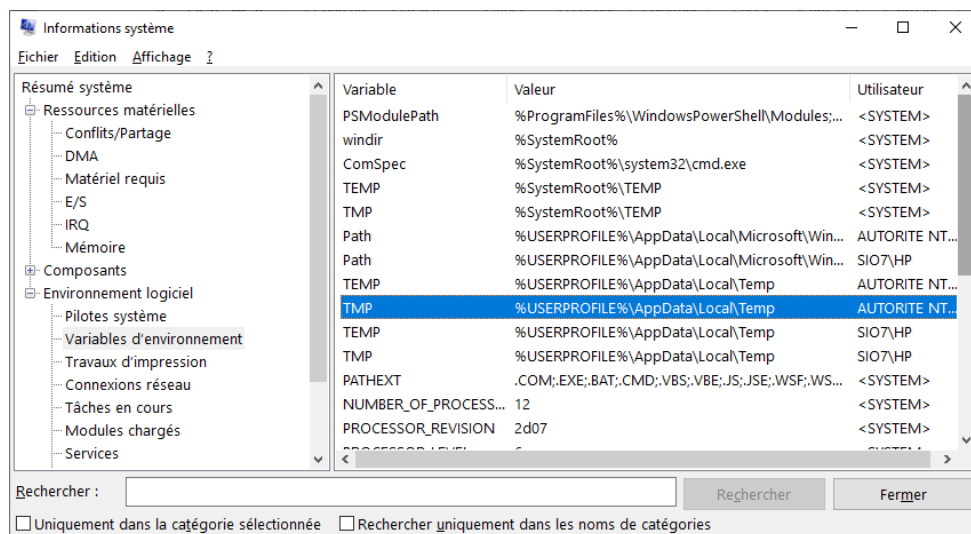 Informations système
Fichier Edition Affichage ?
Résumé système
Ressources matérielles
Conflits/Partage
DMA
Matériel requis
E/S
IRQ
Mémoire
Composants
Environnement logiciel
Pilotes système
Variables d'environnement
Travaux d'impression
Connexions réseau
Tâches en cours
Modules chargés
Services
Variable Valeur Utilisateur
PSModulePath %ProgramFiles%\WindowsPowerShell\Modules;... <SYSTEM>
windir %SystemRoot% <SYSTEM>
ComSpec %SystemRoot%\system32\cmd.exe <SYSTEM>
TEMP %SystemRoot%\TEMP <SYSTEM>
TMP %SystemRoot%\TEMP <SYSTEM>
Path %USERPROFILE%\AppData\Local\Microsoft\Win... AUTORITE NT...
Path %USERPROFILE%\AppData\Local\Microsoft\Win... SIO7\HP
TEMP %USERPROFILE%\AppData\Local\Temp AUTORITE NT...
TMP %USERPROFILE%\AppData\Local\Temp AUTORITE NT...
TEMP %USERPROFILE%\AppData\Local\Temp SIO7\HP
TMP %USERPROFILE%\AppData\Local\Temp SIO7\HP
PATHEXT .COM;.EXE;.BAT;.CMD;.VBS;.VBE;.JS;.JSE;.WSF;.WS... <SYSTEM>
NUMBER_OF_PROCESS... 12 <SYSTEM>
PROCESSOR_REVISION 2d07 <SYSTEM>
Rechercher :
Rechercher
Fermer
Uniquement dans la catégorie sélectionnée
Rechercher uniquement dans les noms de catégories